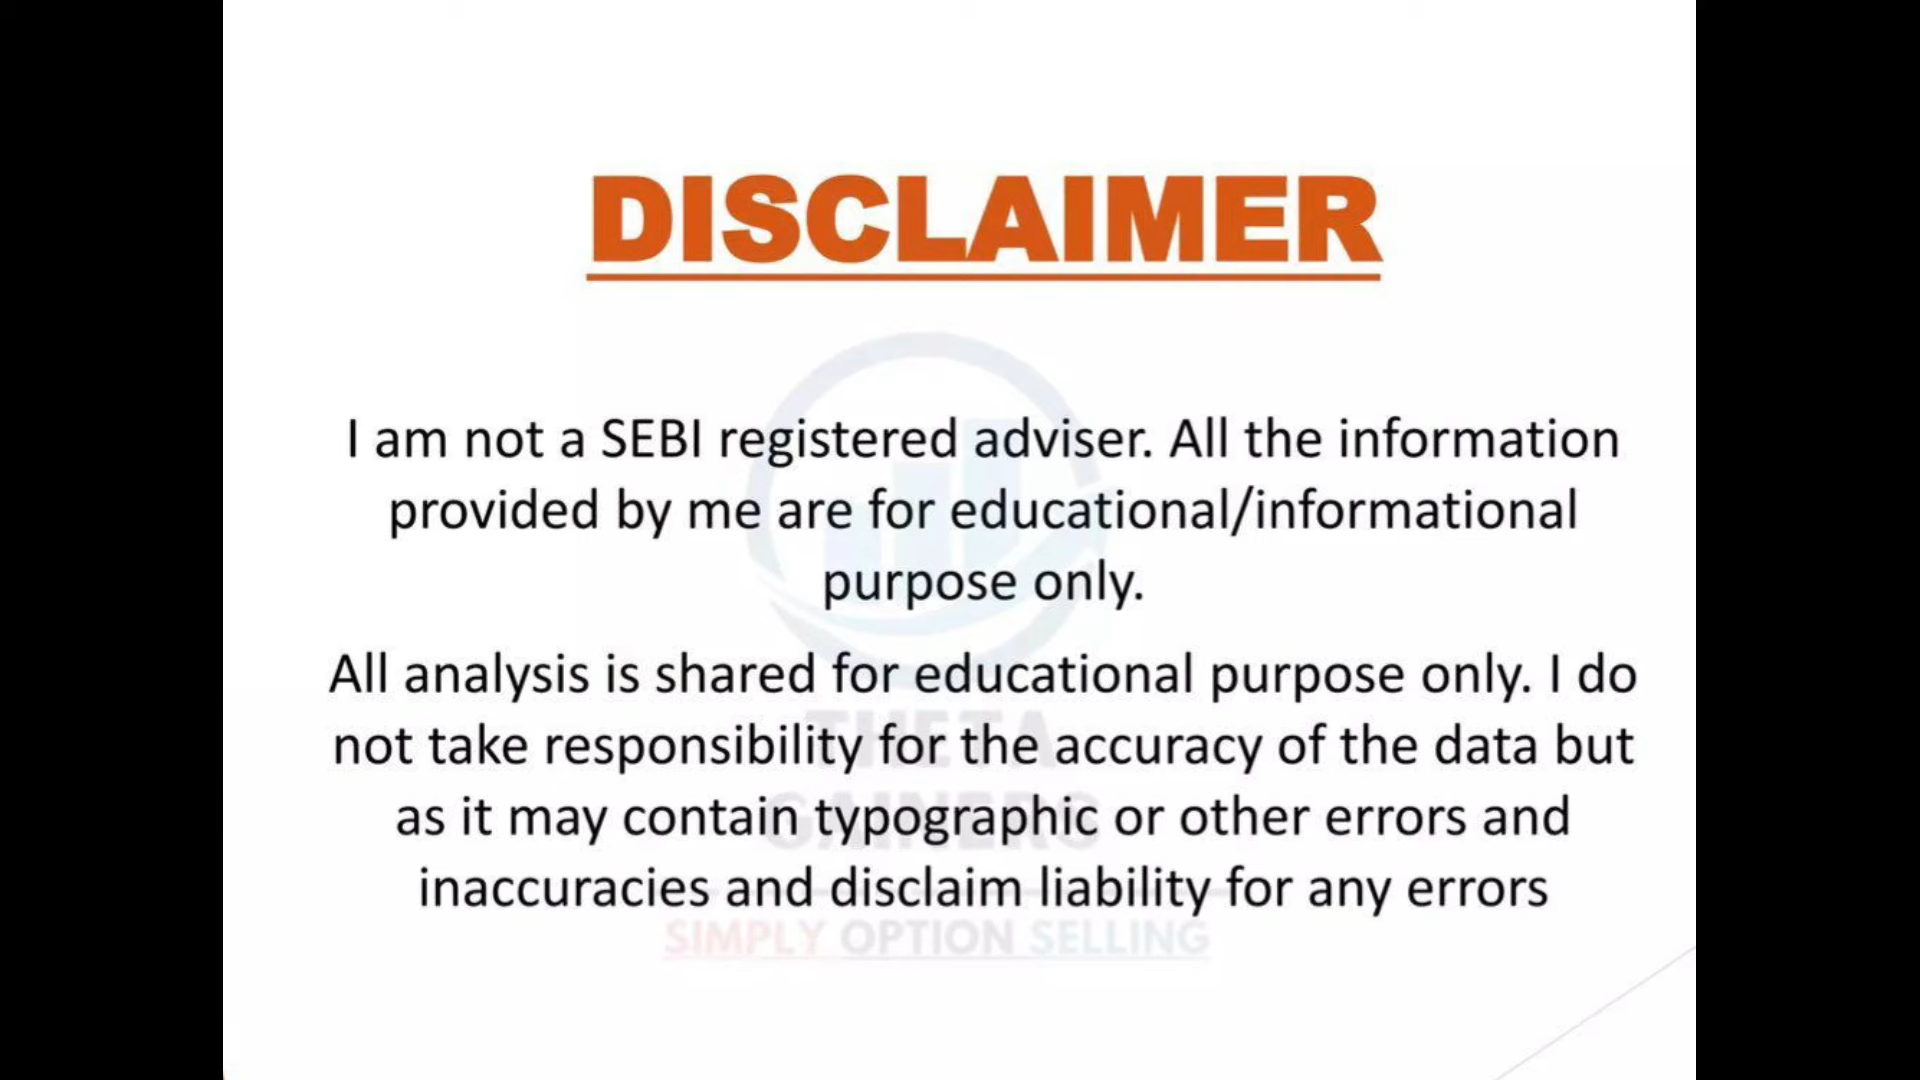 DISCLAIMER
I am not a SEBI registered adviser. All the information
provided by me are for educational/informational
purpose only.
All analysis is shared for educational purpose only. I do
not take responsibility for the accuracy of the data but
as it may contain typographic or other errors and
inaccuracies and disclaim liability for any errors
THETA
GAINERS
SIMPLY OPTION SELLING